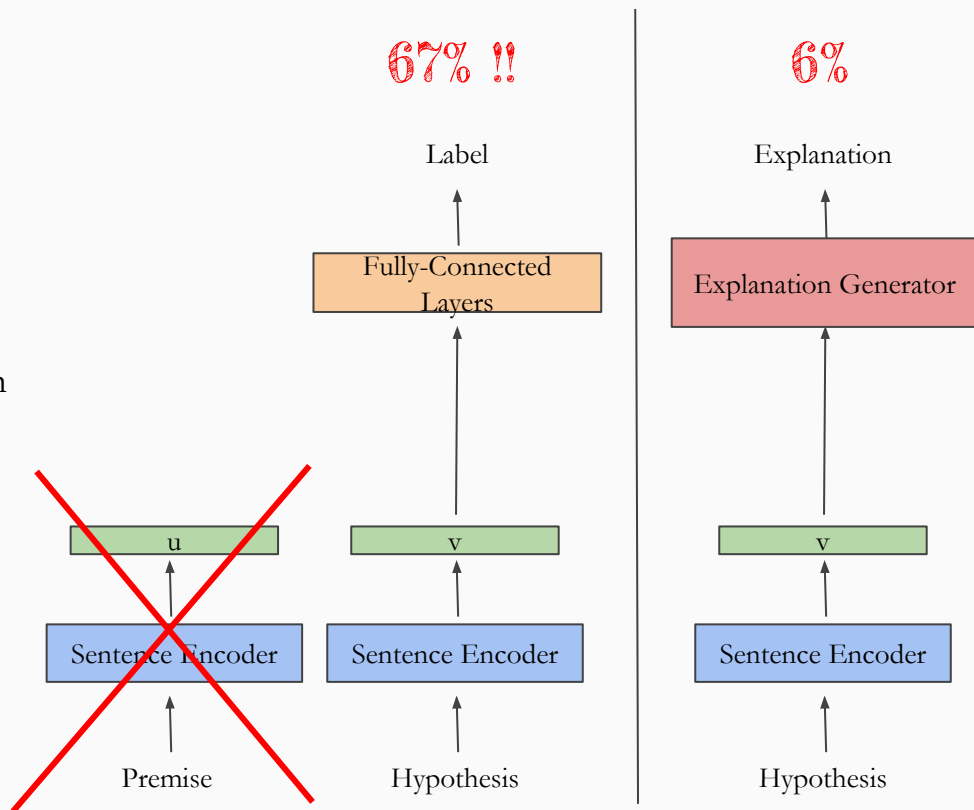 67% !!
6%
Label
Explanation
Fully-Connected
Layers
Explanation Generator
n
u
v
v
Sentence Encoder
Sentence Encoder
Sentence Encoder
Premise
Hypothesis
Hypothesis